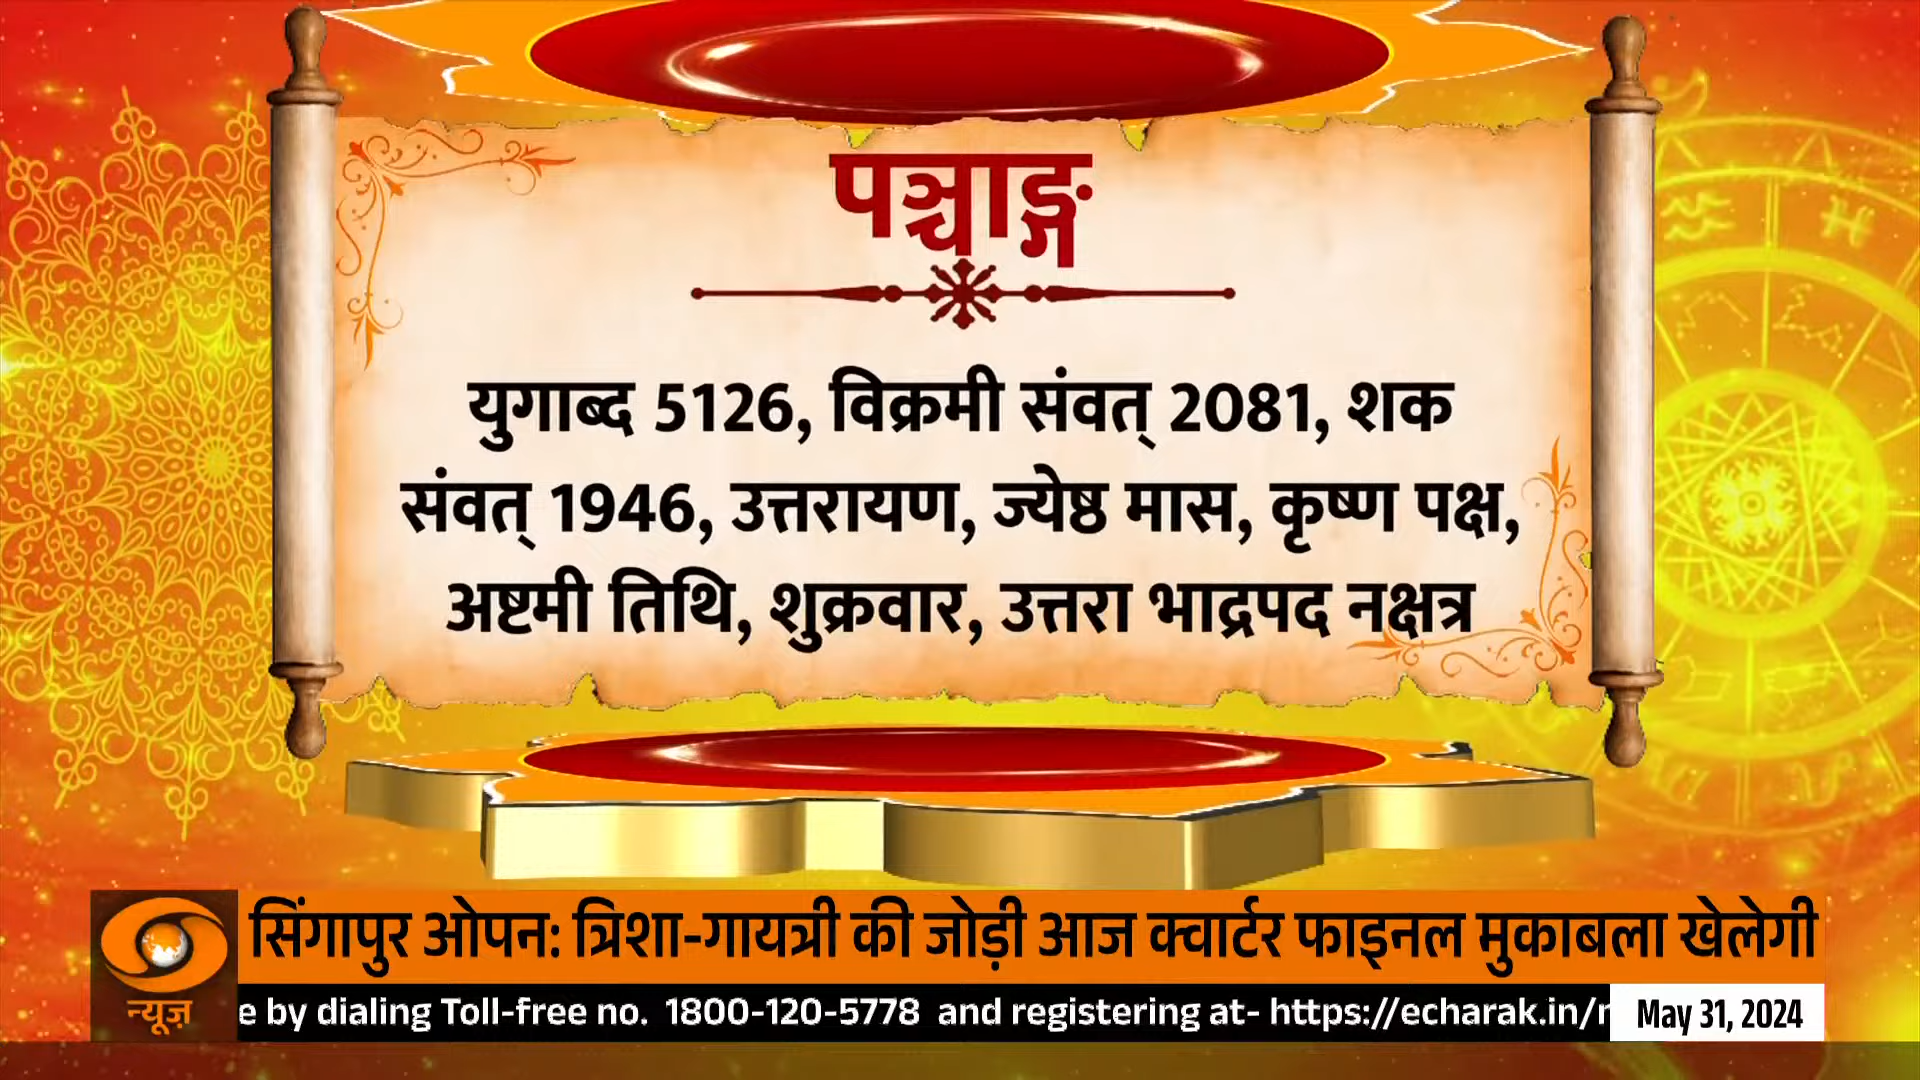 पञ्चाङ्ग
युगाब्द 5126, विक्रमी संवत् 2081, शक
संवत् 1946, उत्तरायण, ज्येष्ठ मास, कृष्ण पक्ष,
अष्टमी तिथि, शुक्रवार, उत्तरा भाद्रपद नक्षत्र
सिंगापुर ओपन: त्रिशा-गायत्री की जोड़ी आज क्वार्टर फाइनल मुकाबला खेलेगी
न्यूज़
e by dialing Toll-free no. 1800-120-5778 and registering at- https://echarak.in/
May 31, 2024